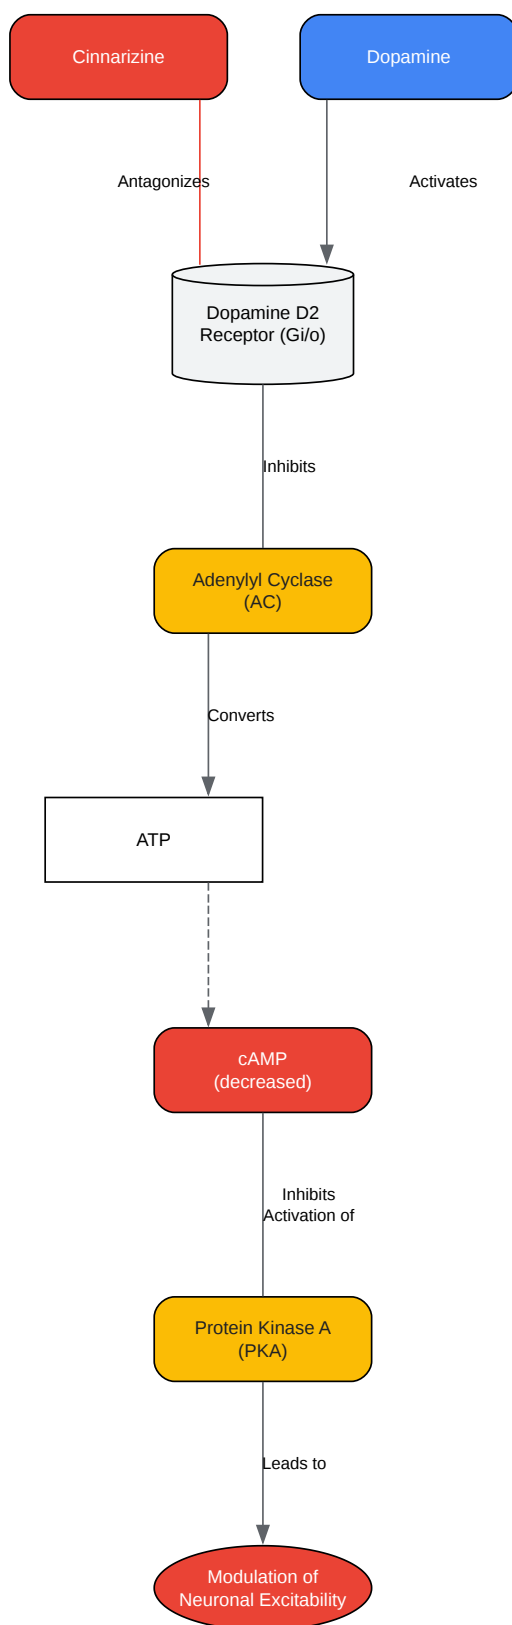 Cinnarizine
Dopamine
Antagonizes
Activates
Dopamine D2
Receptor (Gi/o)
Inhibits
Adenylyl Cyclase
(AC)
Converts
ATP
cAMP
(decreased)
Inhibits
Activation of
Protein Kinase A
(PKA)
Leads to
Modulation of
Neuronal Excitability